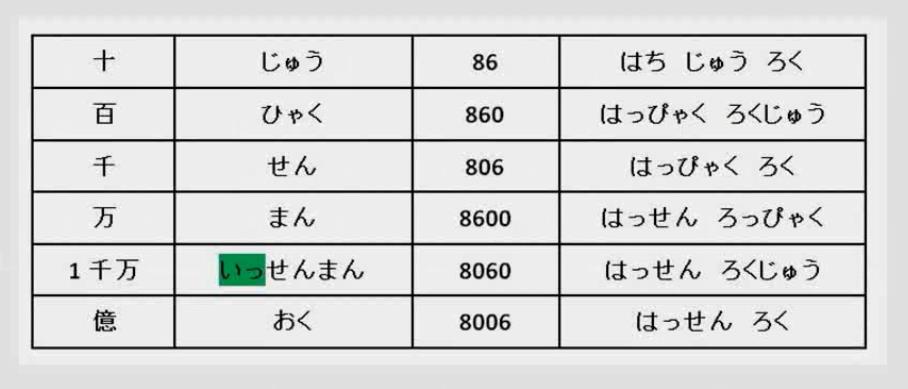 十 じゅう 86 はち じゅう ろく
百 ひゃく 860 はっぴゃく ろくじゅう
千 せん 806 はっぴゃく ろく
万 まん 8600 はっせん ろっぴゃく
1千万 いっせんまん 8060 はっせん ろくじゅう
億 おく 8006 はっせん ろく